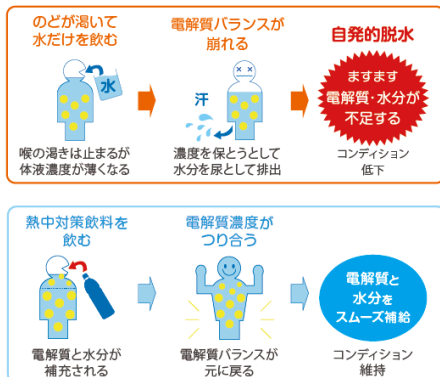 のどが渇いて
水だけを飲む
水
喉の渇きは止まるが
体液濃度が薄くなる
電解質バランスが
崩れる
汗
濃度を保とうとして
水分を尿として排出
自発的脱水
ますます
電解質・水分が
不足する
コンディション
低下
熱中対策飲料を
飲む
電解質と水分が
補充される
電解質濃度が
つり合う
電解質バランスが
元に戻る
電解質と
水分を
スムーズ補給
コンディション
維持